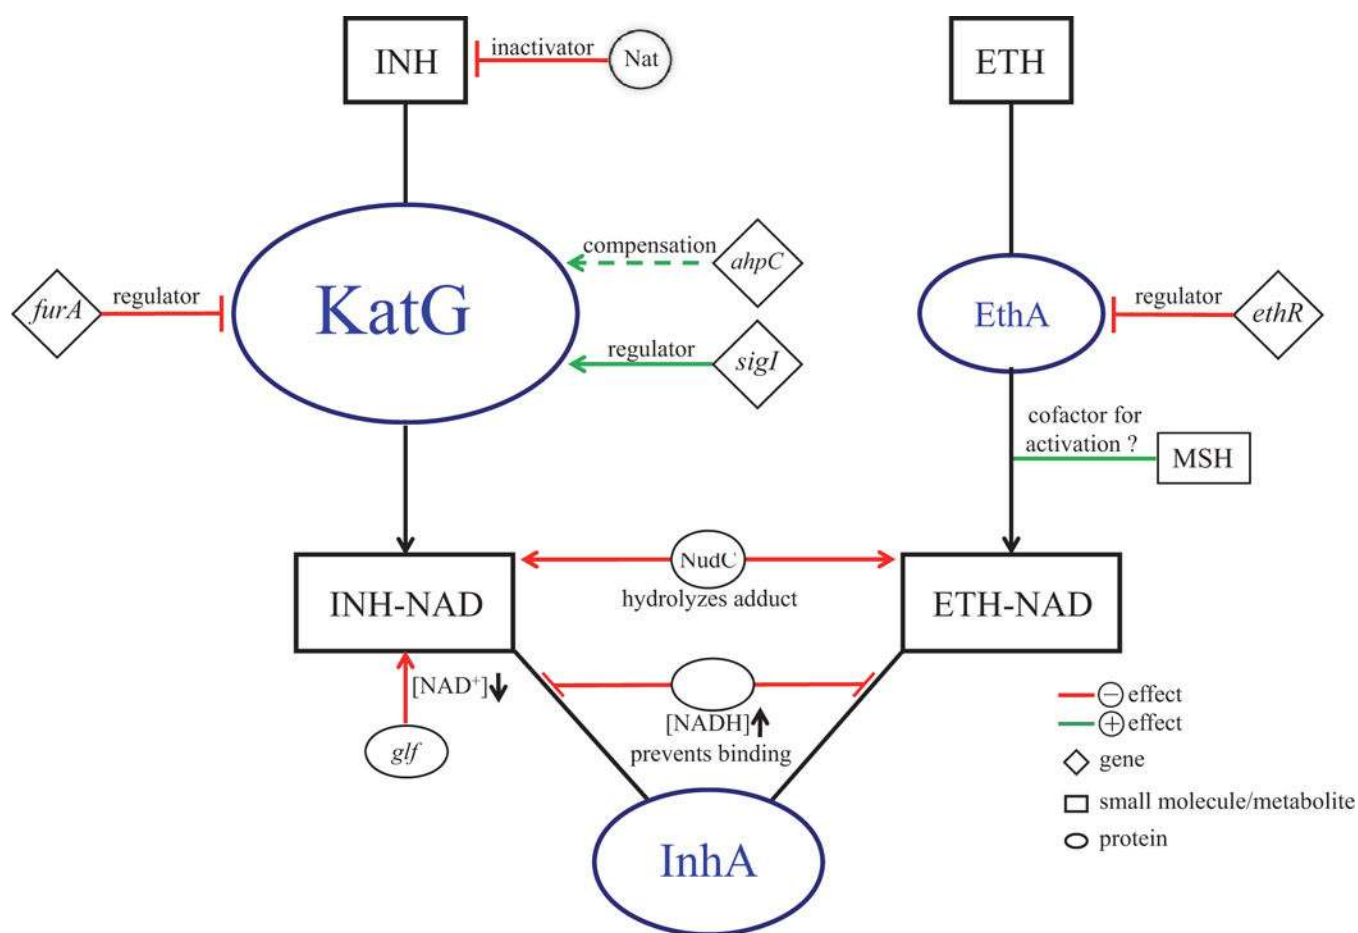 INH
inactivator
Nat
ETH
compensation
ahpC
furA
regulator
KatG
regulator
sigI
EthA
regulator
ethR
cofactor for
activation ?
MSH
NudC
hydrolyzes adduct
INH-NAD
ETH-NAD
[NAD⁺]
glf
[NADH]
prevents binding
InhA
− effect
+ effect
gene
small molecule/metabolite
protein